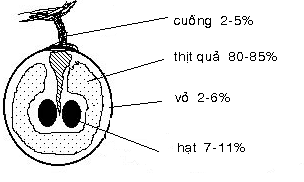 cuống 2-5%
thịt quả 80-85%
vỏ 2-6%
hạt 7-11%